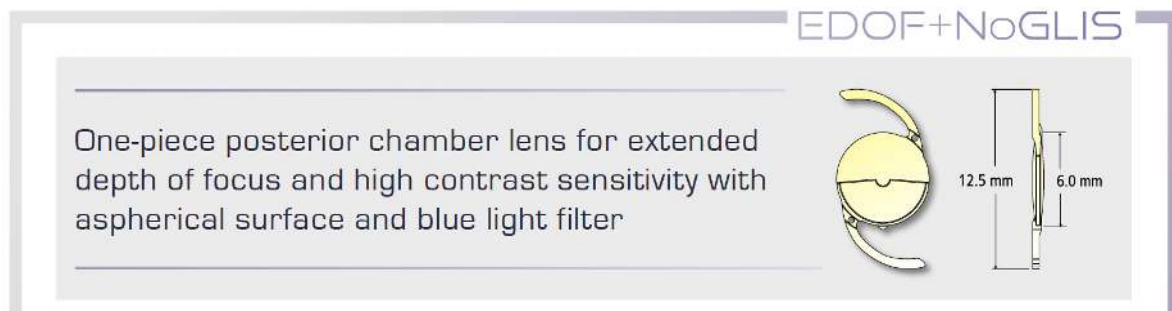 EDOF+NoGLIS
One-piece posterior chamber lens for extended
depth of focus and high contrast sensitivity with
aspherical surface and blue light filter
12.5 mm
6.0 mm